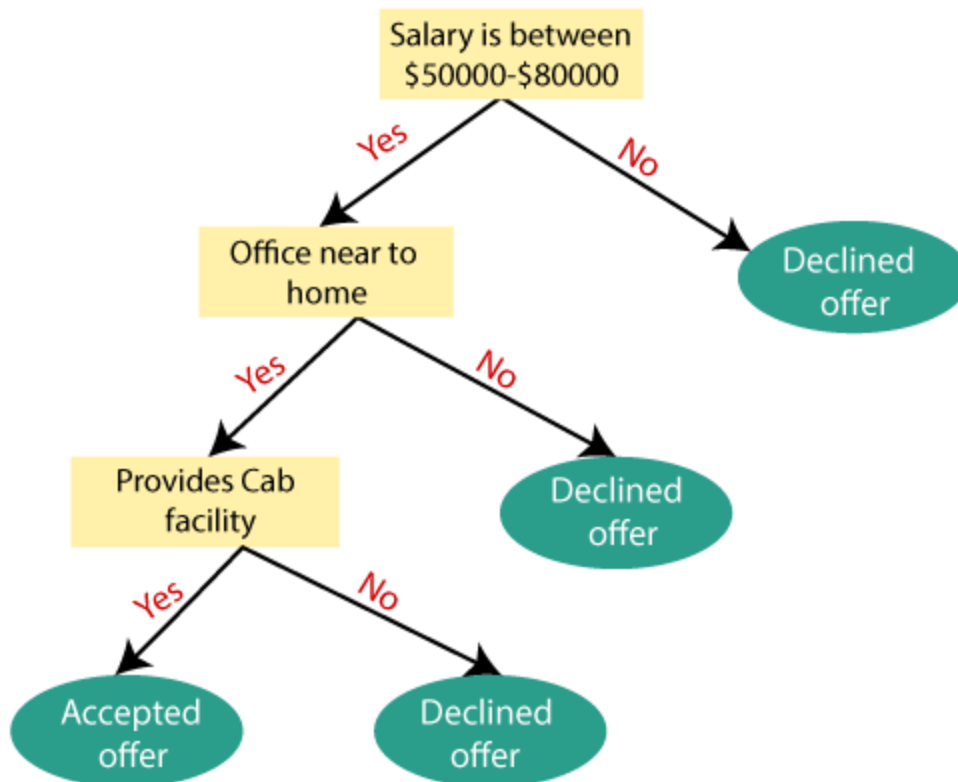 Salary is between
$50000-$80000
Yes
No
Office near to
home
Declined
offer
Yes
No
Provides Cab
facility
Declined
offer
Yes
No
Accepted
offer
Declined
offer